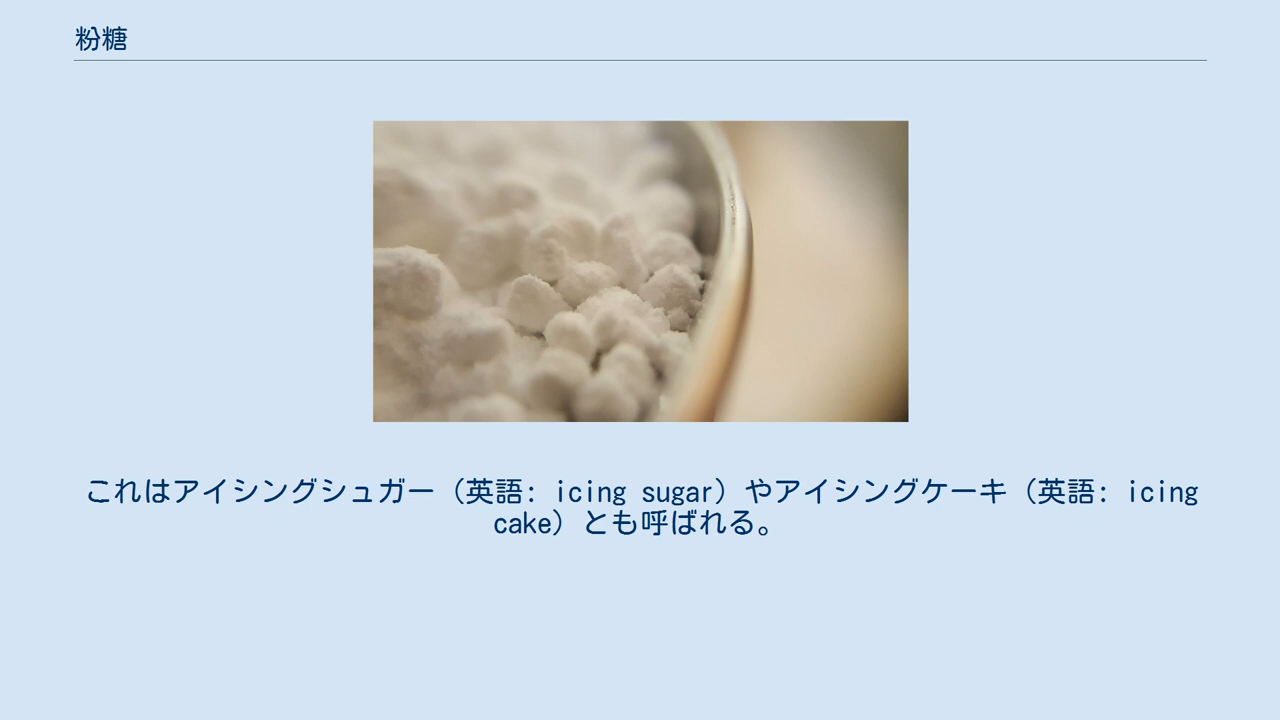 粉糖
これはアイシングシュガー（英語: icing sugar）やアイシングケーキ（英語: icing
cake）とも呼ばれる。